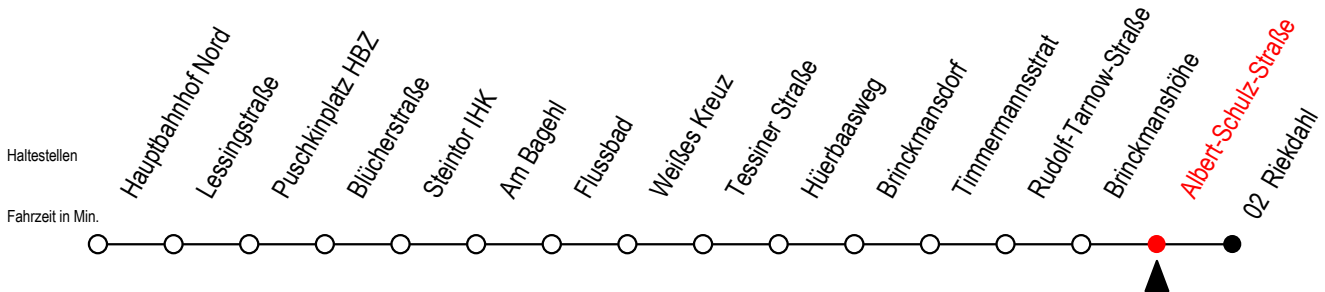 Haltestellen
Hauptbahnhof Nord
Lessingstraße
Puschkinplatz HBZ
Blücherstraße
Steintor IHK
Am Bagehl
Flussbad
Weißes Kreuz
Tessiner Straße
Hüerbaasweg
Brinckmansdorf
Timmermannsstrat
Rudolf-Tarnow-Straße
Brinckmanshöhe
Albert-Schulz-Straße
02 Riekdahl
Fahrzeit in Min.